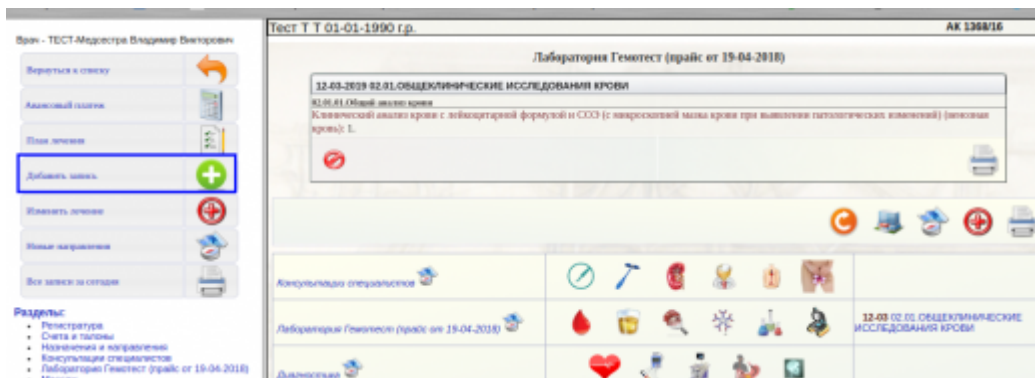 Врач - ТЕСТ-Медсестра Владимир Викторович
Вернуться к списку
Авансовый платеж
План лечения
Добавить запись
Изменить лечение
Новые направления
Все записи за сегодня
Разделы:
Регистратура
Счета и талоны
Назначения и направления
Консультации специалистов
Лаборатория Гемотест (прайс от 19-04-2018)
Тест Т Т 01-01-1990 г.р.
АК 1368/16
Лаборатория Гемотест (прайс от 19-04-2018)
12-03-2019 02.01.ОБЩЕКЛИНИЧЕСКИЕ ИССЛЕДОВАНИЯ КРОВИ
02.01.01.Общий анализ крови
Клинический анализ крови с лейкоцитарной формулой и СОЭ (с микроскопией мазка крови при выявлении патологических изменений) (венозная
кровь): 1.
Консультации специалистов
Лаборатория Гемотест (прайс от 19-04-2018)
12-03 02.01.ОБЩЕКЛИНИЧЕСКИЕ
ИССЛЕДОВАНИЯ КРОВИ
Диагностика